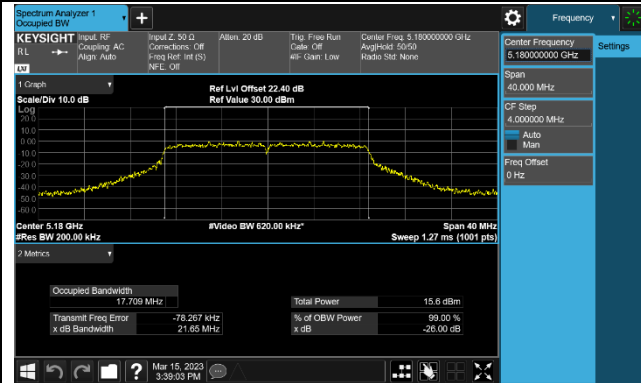 Spectrum Analyzer 1
Occupied BW
Frequency
KEYSIGHT
RL
LXI
Input: RF
Coupling: AC
Align: Auto
Input Z: 50 Ω
Corrections: Off
Freq Ref: Int (S)
NFE: Off
Atten: 20 dB
Trig: Free Run
Gate: Off
#IF Gain: Low
Center Freq: 5.180000000 GHz
Avg|Hold: 50/50
Radio Std: None
Center Frequency
5.180000000 GHz
Settings
Span
40.000 MHz
CF Step
4.000000 MHz
Auto
Man
Freq Offset
0 Hz
1 Graph
Scale/Div 10.0 dB
Ref Lvl Offset 22.40 dB
Ref Value 30.00 dBm
Log
20.0
10.0
0.00
-10.0
-20.0
-30.0
-40.0
-50.0
-60.0
Center 5.18 GHz
#Res BW 200.00 kHz
#Video BW 620.00 kHz*
Span 40 MHz
Sweep 1.27 ms (1001 pts)
2 Metrics
Occupied Bandwidth
17.709 MHz
Total Power 15.6 dBm
Transmit Freq Error -78.267 kHz
% of OBW Power 99.00 %
x dB Bandwidth 21.65 MHz
x dB -26.00 dB
?
Mar 15, 2023
3:39:03 PM